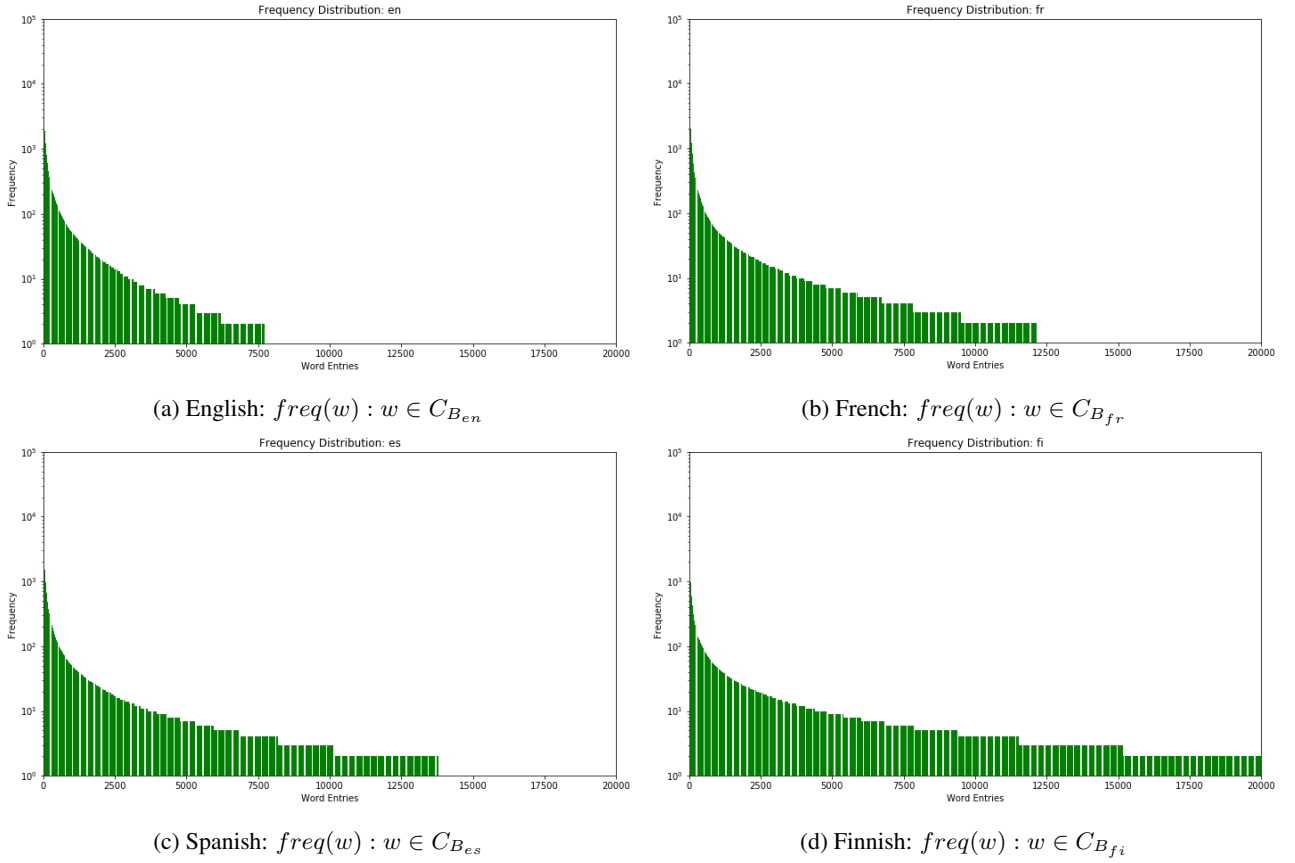 Frequency Distribution: en
10^5
10^4
10^3
10^2
10^1
10^0
Frequency
0 2500 5000 7500 10000 12500 15000 17500 20000
Word Entries
(a) English: freq(w) : w ∈ C_{B_{en}}
Frequency Distribution: fr
10^5
10^4
10^3
10^2
10^1
10^0
Frequency
0 2500 5000 7500 10000 12500 15000 17500 20000
Word Entries
(b) French: freq(w) : w ∈ C_{B_{fr}}
Frequency Distribution: es
10^5
10^4
10^3
10^2
10^1
10^0
Frequency
0 2500 5000 7500 10000 12500 15000 17500 20000
Word Entries
(c) Spanish: freq(w) : w ∈ C_{B_{es}}
Frequency Distribution: fi
10^5
10^4
10^3
10^2
10^1
10^0
Frequency
0 2500 5000 7500 10000 12500 15000 17500 20000
Word Entries
(d) Finnish: freq(w) : w ∈ C_{B_{fi}}